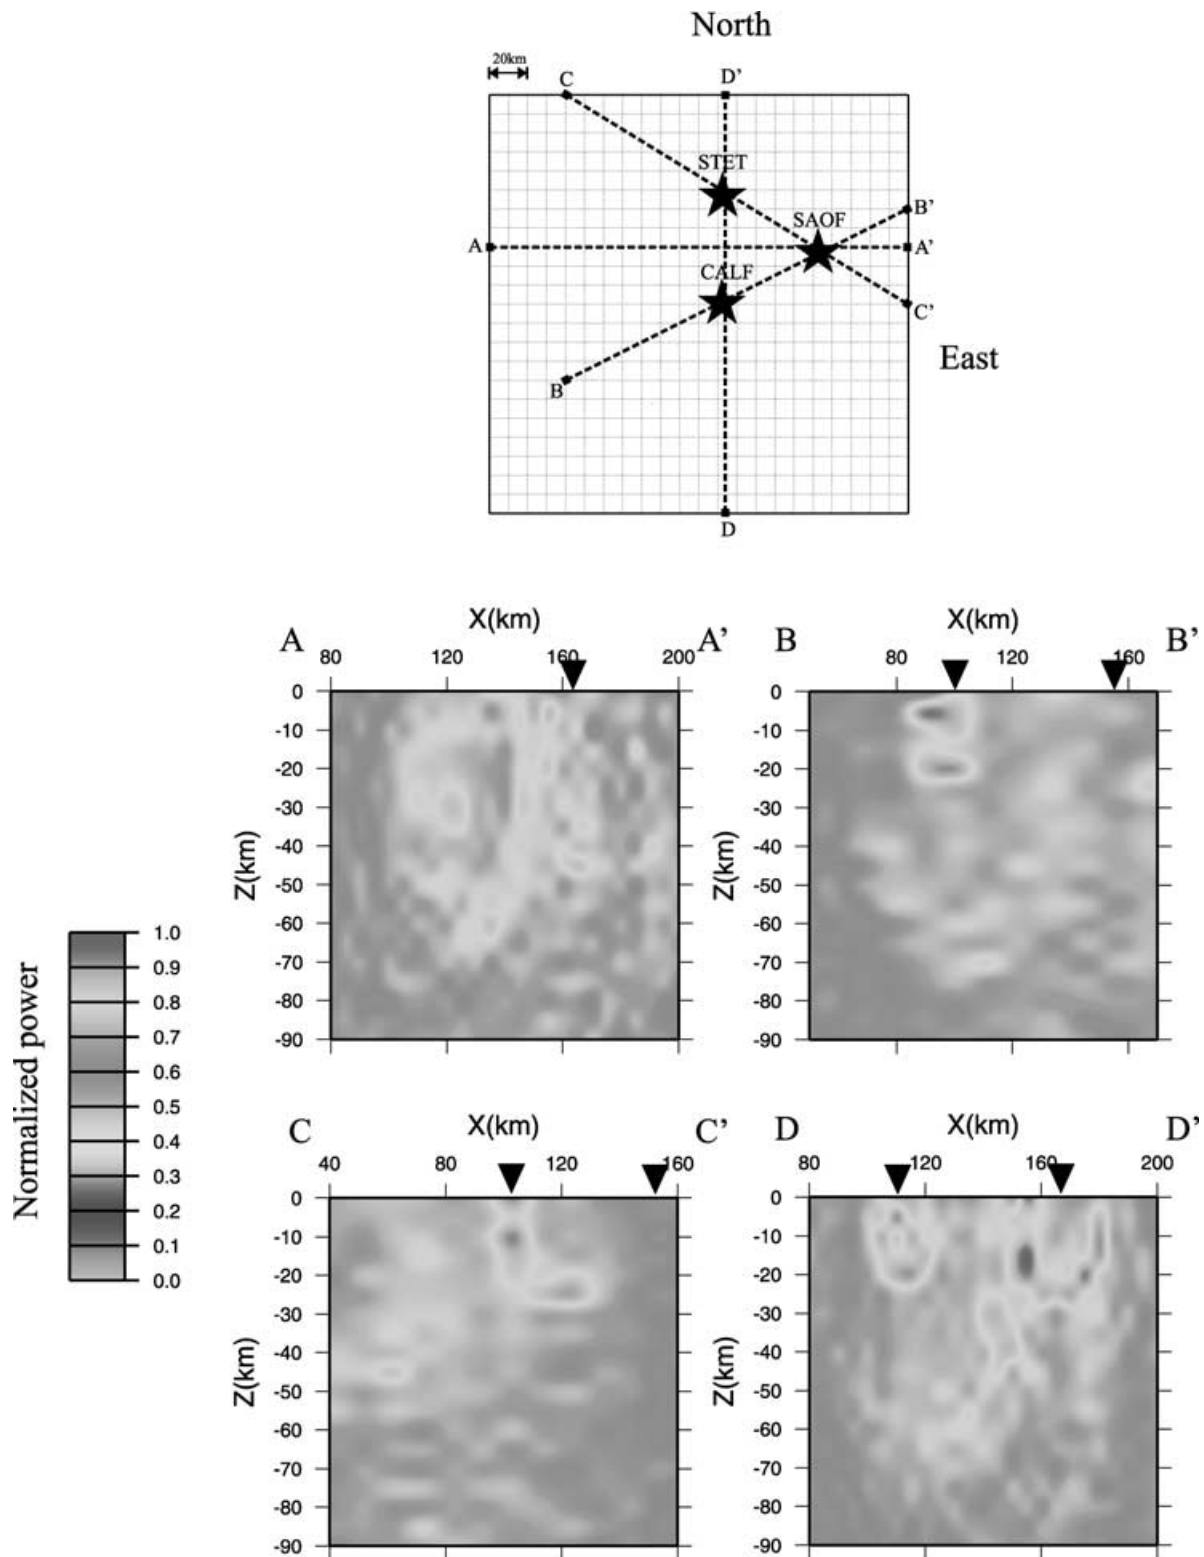 North
20km
C
D’
STET
SAOF
B’
A
A’
CALF
C’
East
B
D
X(km)
A
A’
80 120 160 200
0
-10
-20
-30
-40
-50
-60
-70
-80
-90
Z(km)
X(km)
B
B’
80 120 160
0
-10
-20
-30
-40
-50
-60
-70
-80
-90
Z(km)
Normalized power
1.0
0.9
0.8
0.7
0.6
0.5
0.4
0.3
0.2
0.1
0.0
X(km)
C
C’
40 80 120 160
0
-10
-20
-30
-40
-50
-60
-70
-80
-90
Z(km)
X(km)
D
D’
80 120 160 200
0
-10
-20
-30
-40
-50
-60
-70
-80
-90
Z(km)